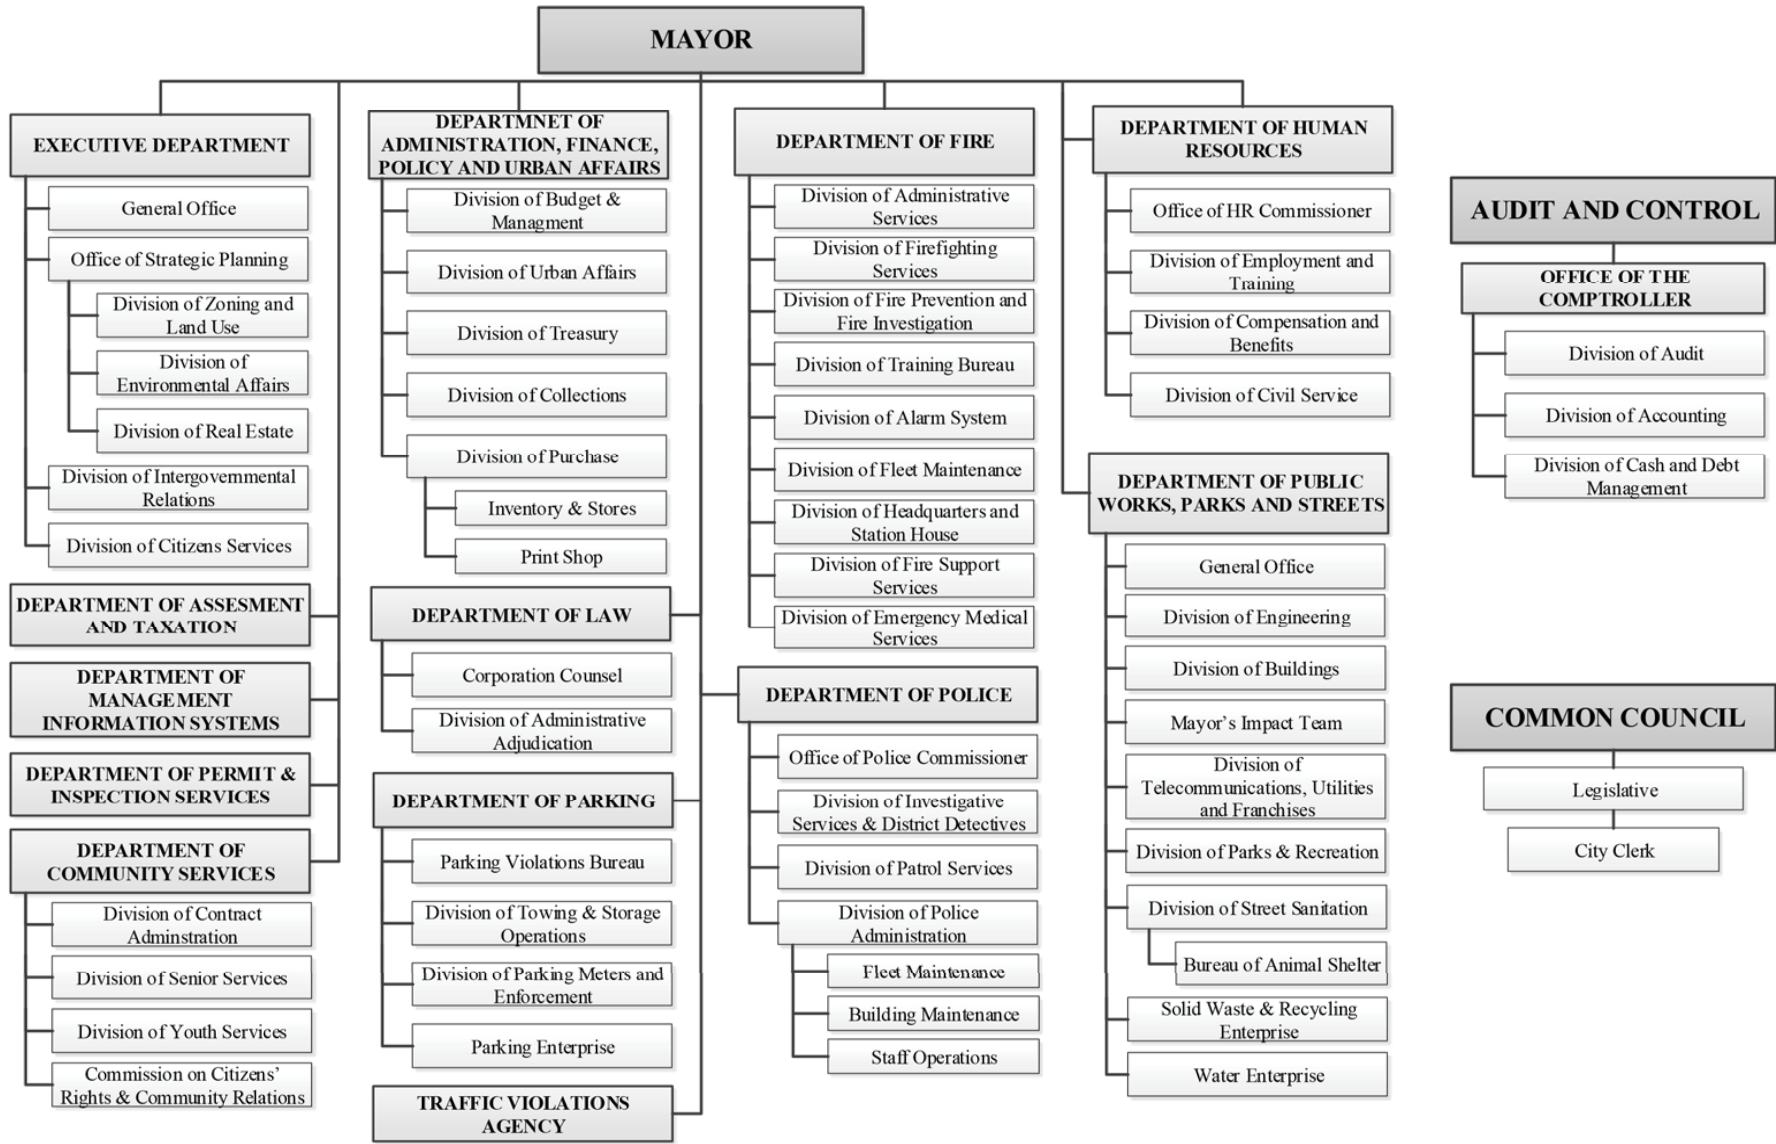 MAYOR
EXECUTIVE DEPARTMENT
General Office
Office of Strategic Planning
Division of Zoning and
Land Use
Division of
Environmental Affairs
Division of Real Estate
Division of Intergovernmental
Relations
Division of Citizens Services
DEPARTMENT OF ASSESMENT
AND TAXATION
DEPARTMENT OF
MANAGEMENT
INFORMATION SYSTEMS
DEPARTMENT OF PERMIT &
INSPECTION SERVICES
DEPARTMENT OF
COMMUNITY SERVICES
Division of Contract
Adminstration
Division of Senior Services
Division of Youth Services
Commission on Citizens’
Rights & Community Relations
DEPARTMNET OF
ADMINISTRATION, FINANCE,
POLICY AND URBAN AFFAIRS
Division of Budget &
Managment
Division of Urban Affairs
Division of Treasury
Division of Collections
Division of Purchase
Inventory & Stores
Print Shop
DEPARTMENT OF LAW
Corporation Counsel
Division of Administrative
Adjudication
DEPARTMENT OF PARKING
Parking Violations Bureau
Division of Towing & Storage
Operations
Division of Parking Meters and
Enforcement
Parking Enterprise
TRAFFIC VIOLATIONS
AGENCY
DEPARTMENT OF FIRE
Division of Administrative
Services
Division of Firefighting
Services
Division of Fire Prevention and
Fire Investigation
Division of Training Bureau
Division of Alarm System
Division of Fleet Maintenance
Division of Headquarters and
Station House
Division of Fire Support
Services
Division of Emergency Medical
Services
DEPARTMENT OF POLICE
Office of Police Commissioner
Division of Investigative
Services & District Detectives
Division of Patrol Services
Division of Police
Administration
Fleet Maintenance
Building Maintenance
Staff Operations
DEPARTMENT OF HUMAN
RESOURCES
Office of HR Commissioner
Division of Employment and
Training
Division of Compensation and
Benefits
Division of Civil Service
DEPARTMENT OF PUBLIC
WORKS, PARKS AND STREETS
General Office
Division of Engineering
Division of Buildings
Mayor’s Impact Team
Division of
Telecommunications, Utilities
and Franchises
Division of Parks & Recreation
Division of Street Sanitation
Bureau of Animal Shelter
Solid Waste & Recycling
Enterprise
Water Enterprise
AUDIT AND CONTROL
OFFICE OF THE
COMPTROLLER
Division of Audit
Division of Accounting
Division of Cash and Debt
Management
COMMON COUNCIL
Legislative
City Clerk